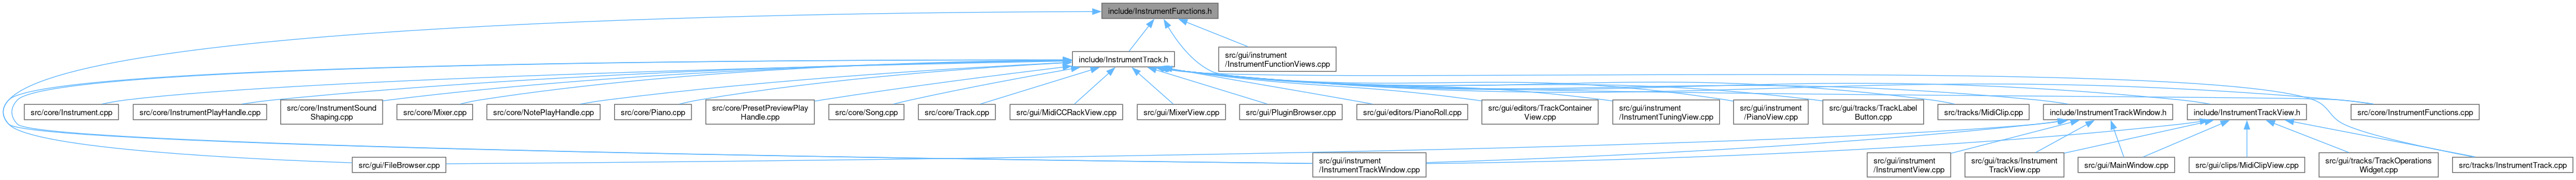 include/InstrumentFunctions.h
include/InstrumentTrack.h
src/gui/instrument
/InstrumentFunctionViews.cpp
src/core/Instrument.cpp
src/core/InstrumentPlayHandle.cpp
src/core/InstrumentSound
Shaping.cpp
src/core/Mixer.cpp
src/core/NotePlayHandle.cpp
src/core/Piano.cpp
src/core/PresetPreviewPlay
Handle.cpp
src/core/Song.cpp
src/core/Track.cpp
src/gui/MidiCCRackView.cpp
src/gui/MixerView.cpp
src/gui/PluginBrowser.cpp
src/gui/editors/PianoRoll.cpp
src/gui/editors/TrackContainer
View.cpp
src/gui/instrument
/InstrumentTuningView.cpp
src/gui/instrument
/PianoView.cpp
src/gui/tracks/TrackLabel
Button.cpp
src/tracks/MidiClip.cpp
include/InstrumentTrackWindow.h
include/InstrumentTrackView.h
src/core/InstrumentFunctions.cpp
src/gui/FileBrowser.cpp
src/gui/instrument
/InstrumentTrackWindow.cpp
src/gui/instrument
/InstrumentView.cpp
src/gui/tracks/Instrument
TrackView.cpp
src/gui/MainWindow.cpp
src/gui/clips/MidiClipView.cpp
src/gui/tracks/TrackOperations
Widget.cpp
src/tracks/InstrumentTrack.cpp